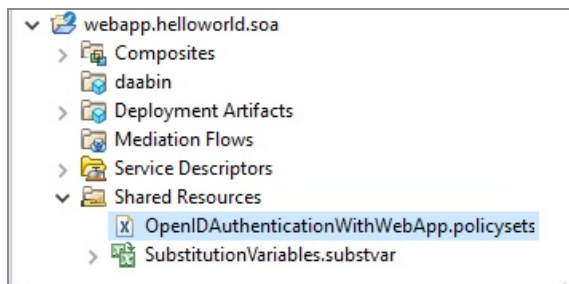 webapp.helloworld.soa
Composites
daabin
Deployment Artifacts
Mediation Flows
Service Descriptors
Shared Resources
OpenIDAuthenticationWithWebApp.policysets
SubstitutionVariables.substvar